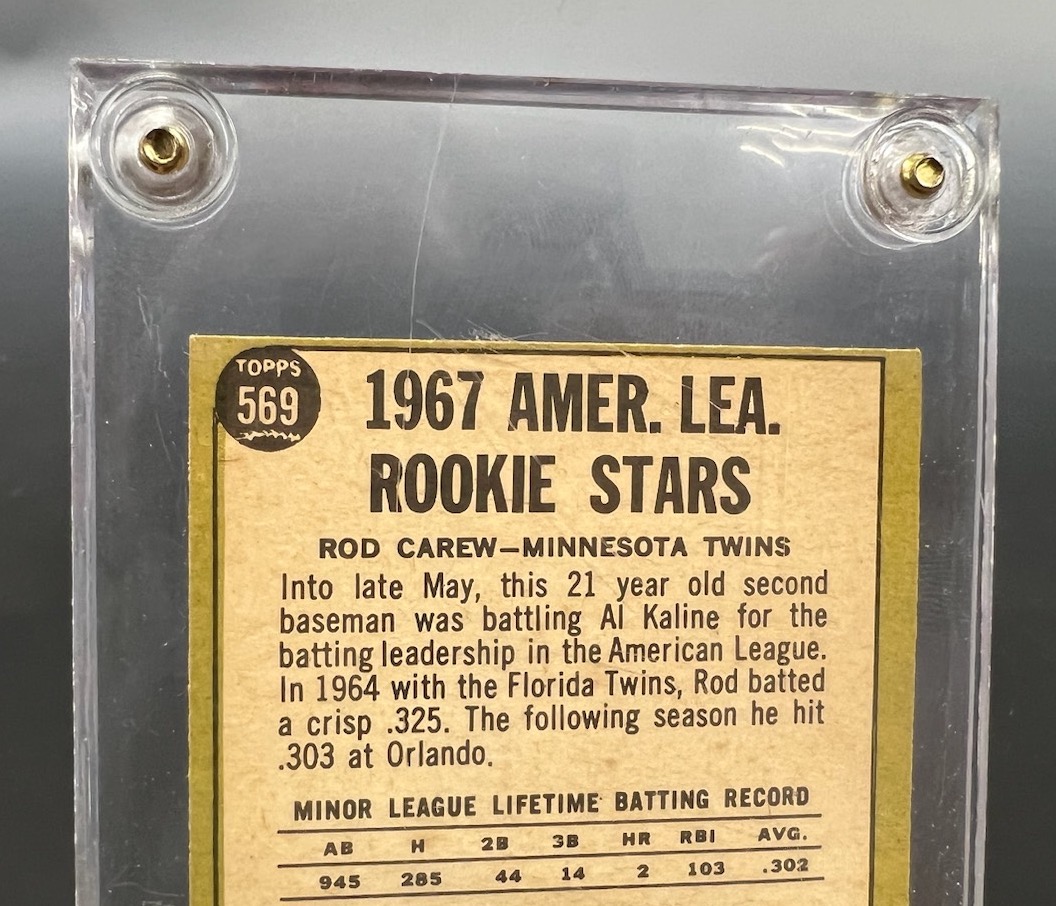 TOPPS
569
1967 AMER. LEA.
ROOKIE STARS
ROD CAREW—MINNESOTA TWINS
Into late May, this 21 year old second
baseman was battling Al Kaline for the
batting leadership in the American League.
In 1964 with the Florida Twins, Rod batted
a crisp .325. The following season he hit
.303 at Orlando.
MINOR LEAGUE LIFETIME BATTING RECORD
AB H 2B 3B HR RBI AVG.
945 285 44 14 2 103 .302